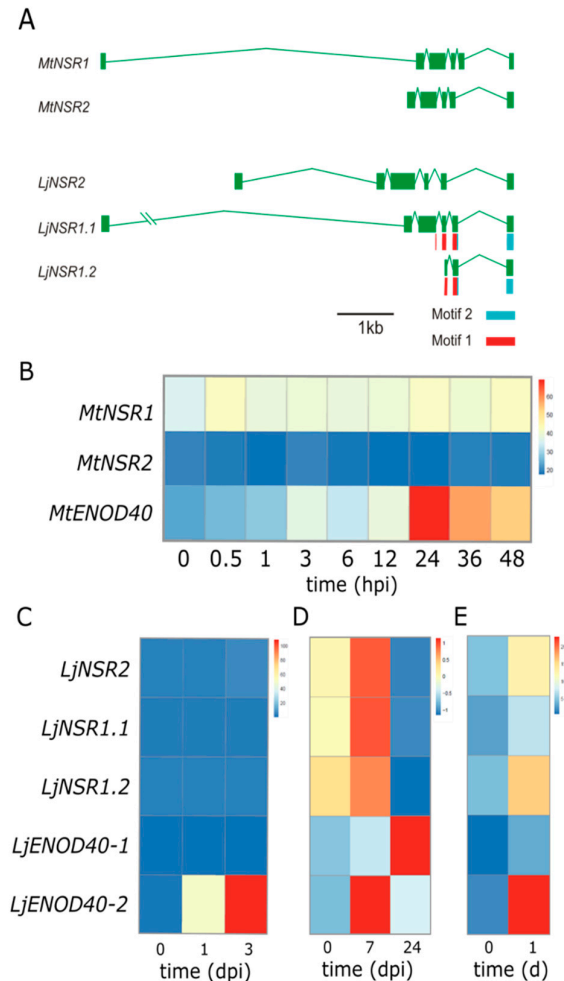 A
MtNSR1
MtNSR2
LjNSR2
LjNSR1.1
LjNSR1.2
1kb
Motif 2
Motif 1
B
MtNSR1
MtNSR2
MtENOD40
60
50
40
30
20
0 0.5 1 3 6 12 24 36 48
time (hpi)
C D E
LjNSR2
LjNSR1.1
LjNSR1.2
LjENOD40-1
LjENOD40-2
100
80
60
40
20
1
0.5
0
-0.5
-1
0 1 3
time (dpi)
0 7 24
time (dpi)
0 1
time (d)